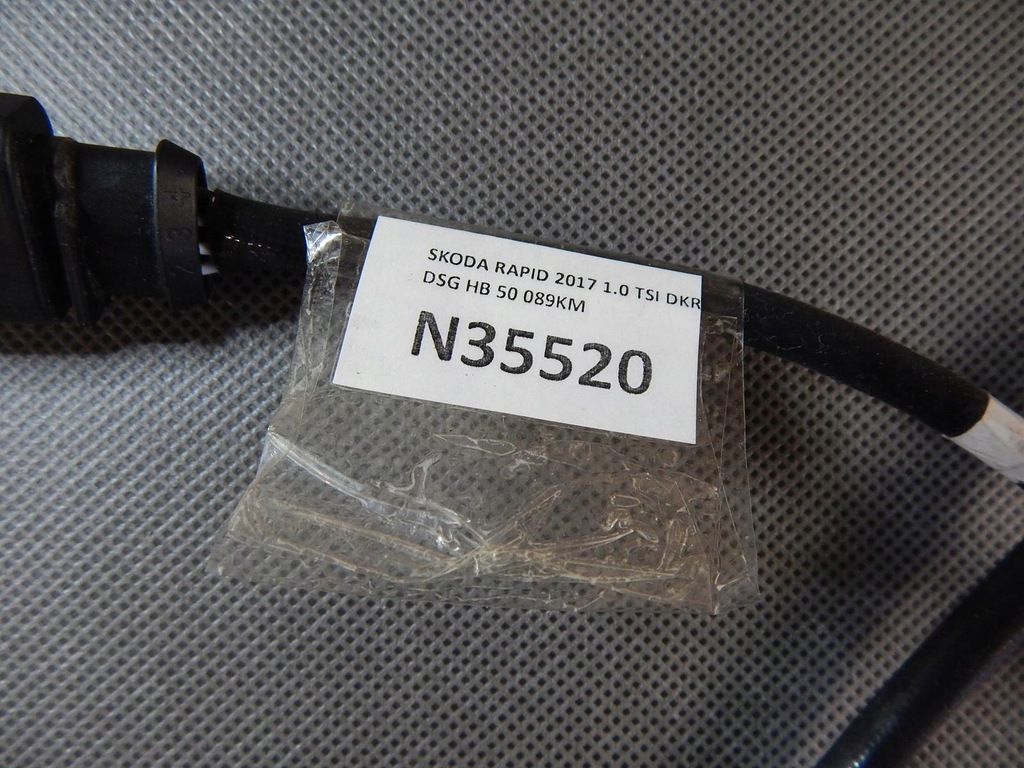 SKODA RAPID 2017 1.0 TSI DKR
DSG HB 50 089KM
N35520